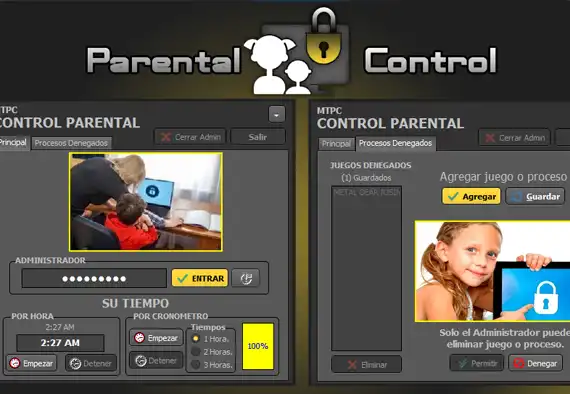 Parental Control
MTPC
CONTROL PARENTAL
Principal Procesos Denegados
Cerrar Admin
Salir
ADMINISTRADOR
ENTRAR
SU TIEMPO
POR HORA
2:27 AM
2:27 AM
Empezar Detener
POR CRONOMETRO
Empezar
Detener
Tiempos
1 Hora.
2 Horas.
3 Horas.
100%
MTPC
CONTROL PARENTAL
Principal Procesos Denegados
Cerrar Admin
JUEGOS DENEGADOS
(1) Guardados
METAL GEAR RISIN
Eliminar
Agregar juego o proceso
Agregar Guardar
Solo el Administrador puede
eliminar juego o proceso.
Permitir Denegar